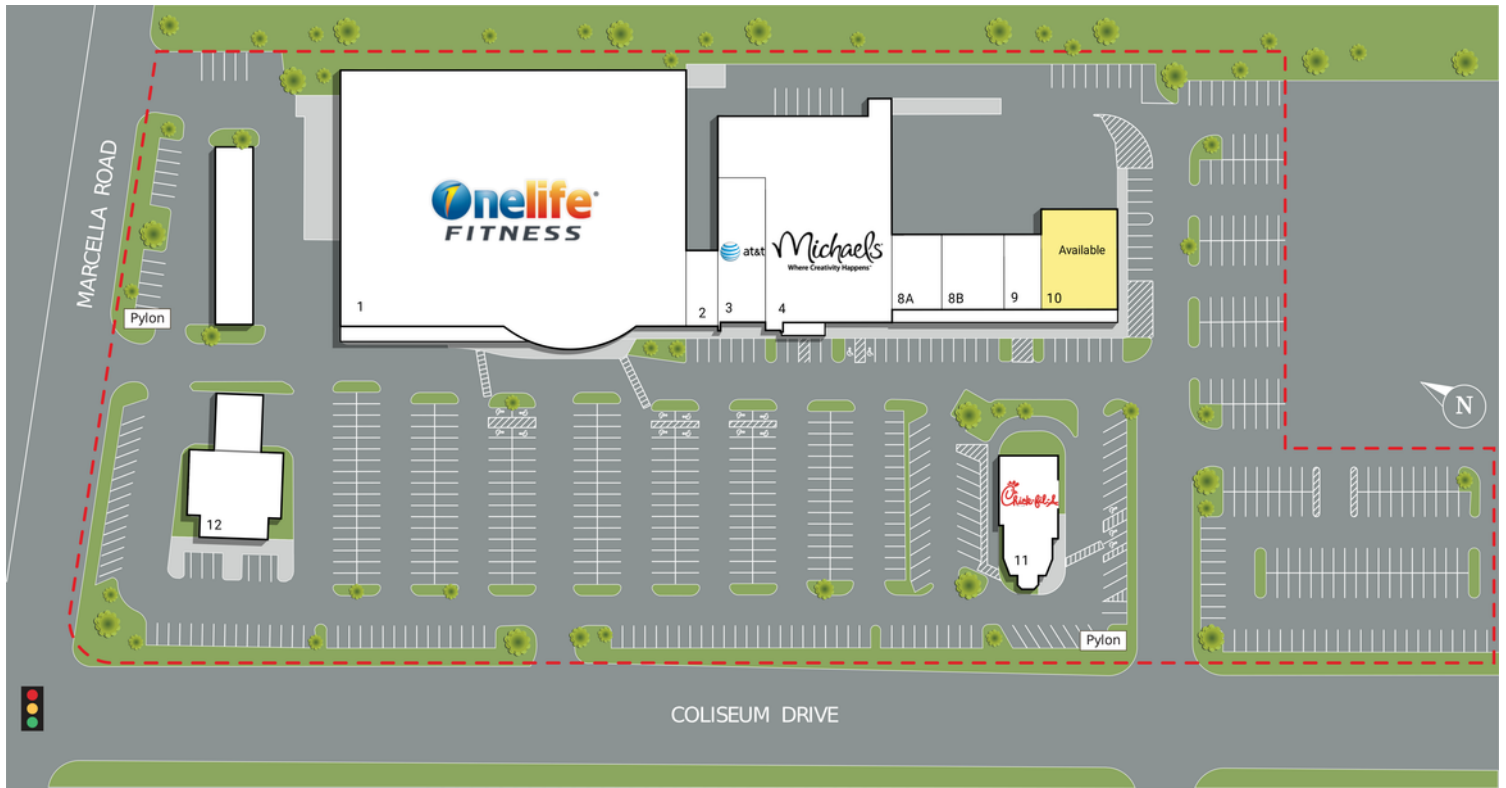 MARCELLA ROAD
Pylon
Onelife
FITNESS
1
2
at&t
3
Michaels
Where Creativity Happens™
4
8A
8B
9
Available
10
N
12
Chick-fil-A
11
Pylon
COLISEUM DRIVE